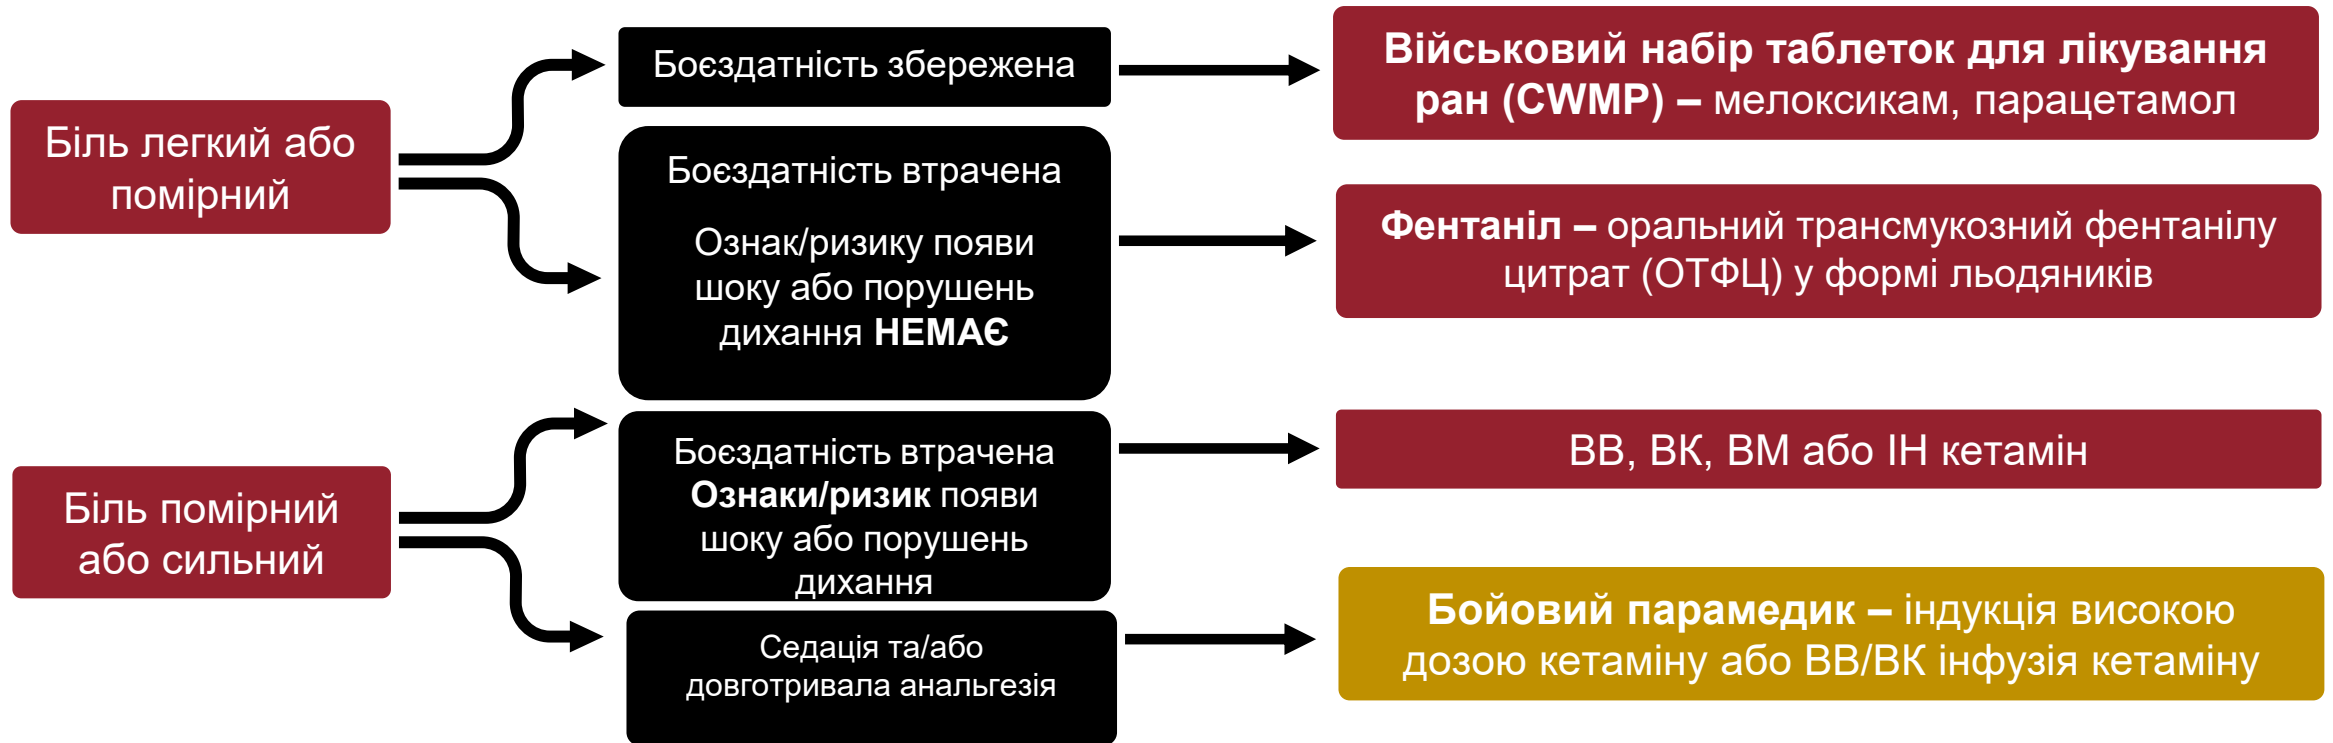 Біль легкий або
помірний
Боєздатність збережена
Військовий набір таблеток для лікування
ран (CWMP) – мелоксикам, парацетамол
Боєздатність втрачена
Ознак/ризику появи
шоку або порушень
дихання НЕМАЄ
Фентаніл – оральний трансмукозний фентанілу
цитрат (ОТФЦ) у формі льодяників
Біль помірний
або сильний
Боєздатність втрачена
Ознаки/ризик появи
шоку або порушень
дихання
ВВ, ВК, ВМ або ІН кетамін
Седація та/або
довготривала анальгезія
Бойовий парамедик – індукція високою
дозою кетаміну або ВВ/ВК інфузія кетаміну